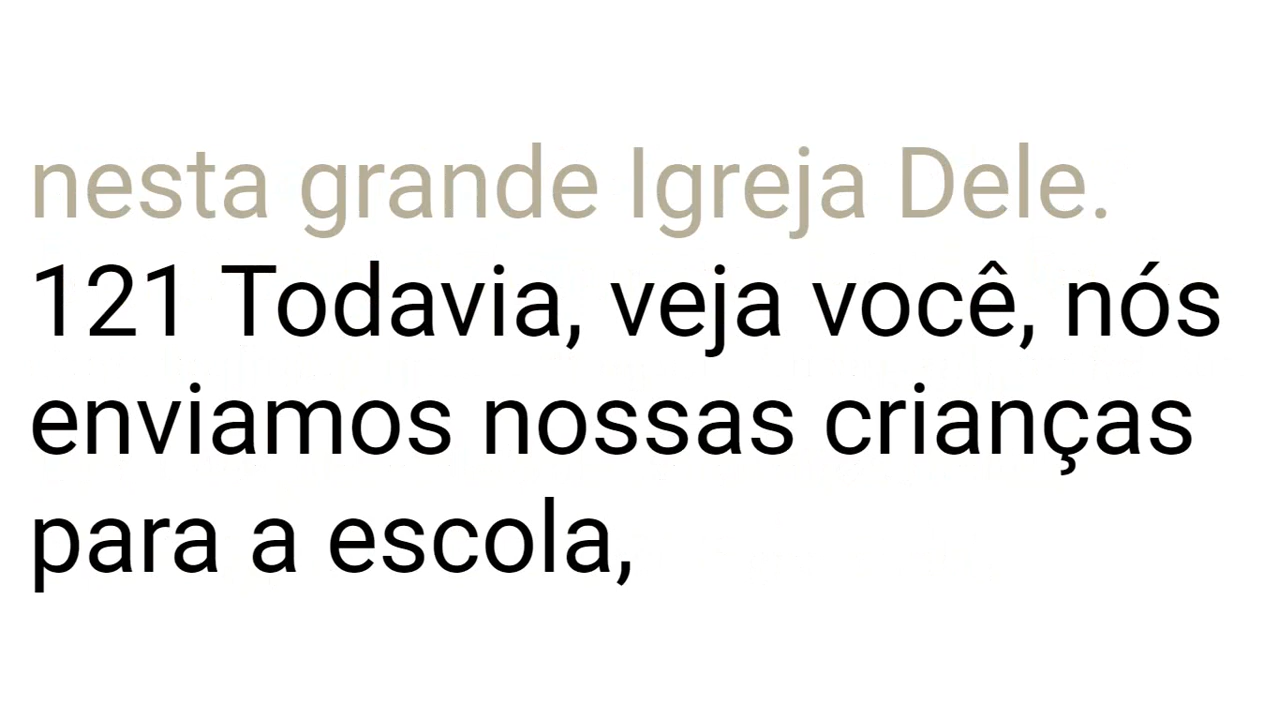 nesta grande Igreja Dele.
121 Todavia, veja você, nós
enviamos nossas crianças
para a escola,